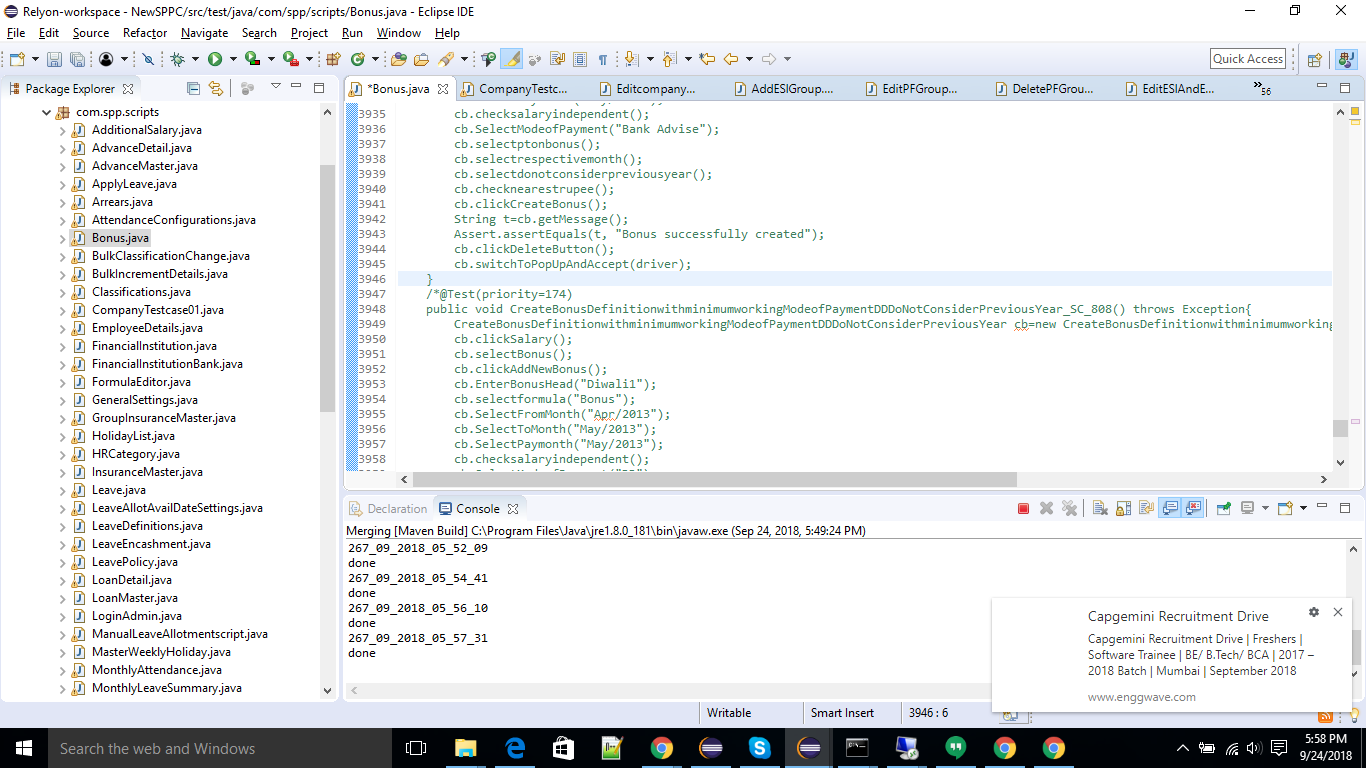 Relyon-workspace - NewSPPC/src/test/java/com/spp/scripts/Bonus.java - Eclipse IDE
File Edit Source Refactor Navigate Search Project Run Window Help
Quick Access
Package Explorer
com.spp.scripts
AdditionalSalary.java
AdvanceDetail.java
AdvanceMaster.java
ApplyLeave.java
Arrears.java
AttendanceConfigurations.java
Bonus.java
BulkClassificationChange.java
BulkIncrementDetails.java
Classifications.java
CompanyTestcase01.java
EmployeeDetails.java
FinancialInstitution.java
FinancialInstitutionBank.java
FormulaEditor.java
GeneralSettings.java
GroupInsuranceMaster.java
HolidayList.java
HRCategory.java
InsuranceMaster.java
Leave.java
LeaveAllotAvailDateSettings.java
LeaveDefinitions.java
LeaveEncashment.java
LeavePolicy.java
LoanDetail.java
LoanMaster.java
LoginAdmin.java
ManualLeaveAllotmentscript.java
MasterWeeklyHoliday.java
MonthlyAttendance.java
MonthlyLeaveSummary.java
*Bonus.java CompanyTestc... Editcompany.... AddESIGroup.... EditPFGroup... DeletePFGrou... EditESIAndE... 56
3935 cb.checksalaryindependent();
3936 cb.SelectModeofPayment("Bank Advise");
3937 cb.selectptonbonus();
3938 cb.selectrespectivemonth();
3939 cb.selectdonotconsiderpreviousyear();
3940 cb.checknearestrupee();
3941 cb.clickCreateBonus();
3942 String t=cb.getMessage();
3943 Assert.assertEquals(t, "Bonus successfully created");
3944 cb.clickDeleteButton();
3945 cb.switchToPopUpAndAccept(driver);
3946 }
3947 /*@Test(priority=174)
3948 public void CreateBonusDefinitionwithminimumworkingModeofPaymentDDDoNotConsiderPreviousYear_SC_808() throws Exception{
3949 CreateBonusDefinitionwithminimumworkingModeofPaymentDDDoNotConsiderPreviousYear cb=new CreateBonusDefinitionwithminimumworking
3950 cb.clickSalary();
3951 cb.selectBonus();
3952 cb.clickAddNewBonus();
3953 cb.EnterBonusHead("Diwali1");
3954 cb.selectformula("Bonus");
3955 cb.SelectFromMonth("Apr/2013");
3956 cb.SelectToMonth("May/2013");
3957 cb.SelectPaymonth("May/2013");
3958 cb.checksalaryindependent();
Declaration Console
Merging [Maven Build] C:\Program Files\Java\jre1.8.0_181\bin\javaw.exe (Sep 24, 2018, 5:49:24 PM)
267_09_2018_05_52_09
done
267_09_2018_05_54_41
done
267_09_2018_05_56_10
done
267_09_2018_05_57_31
done
Capgemini Recruitment Drive
Capgemini Recruitment Drive | Freshers |
Software Trainee | BE/ B.Tech/ BCA | 2017 –
2018 Batch | Mumbai | September 2018
www.enggwave.com
Writable Smart Insert 3946 : 6
Search the web and Windows
5:58 PM
9/24/2018